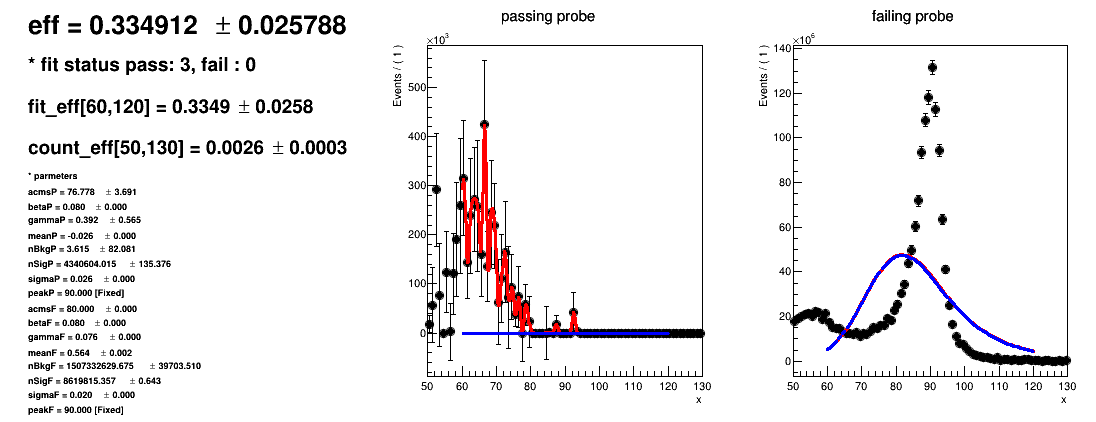 eff = 0.334912 ± 0.025788
* fit status pass: 3, fail : 0
fit_eff[60,120] = 0.3349 ± 0.0258
count_eff[50,130] = 0.0026 ± 0.0003
* parmeters
acmsP = 76.778 ± 3.691
betaP = 0.080 ± 0.000
gammaP = 0.392 ± 0.565
meanP = -0.026 ± 0.000
nBkgP = 3.615 ± 82.081
nSigP = 4340604.015 ± 135.376
sigmaP = 0.026 ± 0.000
peakP = 90.000 [Fixed]
acmsF = 80.000 ± 0.000
betaF = 0.080 ± 0.000
gammaF = 0.076 ± 0.000
meanF = 0.564 ± 0.002
nBkgF = 1507332629.675 ± 39703.510
nSigF = 8619815.357 ± 0.643
sigmaF = 0.020 ± 0.000
peakF = 90.000 [Fixed]
passing probe
×10³
Events / ( 1 )
500
400
300
200
100
0
50 60 70 80 90 100 110 120 130
x
failing probe
×10⁶
Events / ( 1 )
140
120
100
80
60
40
20
0
50 60 70 80 90 100 110 120 130
x